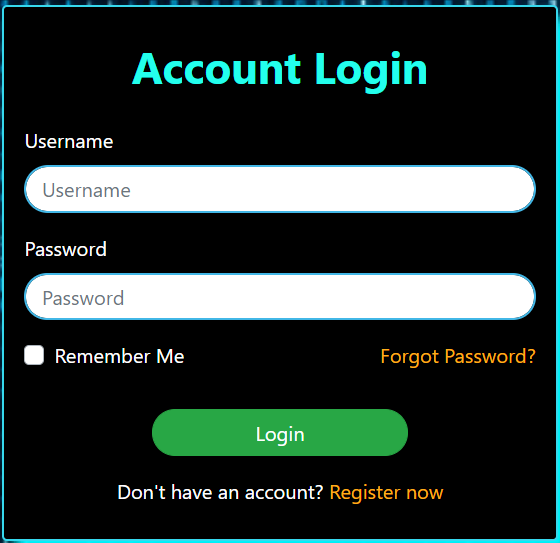 Account Login
Username
Username
Password
Password
Remember Me Forgot Password?
Login
Don't have an account? Register now